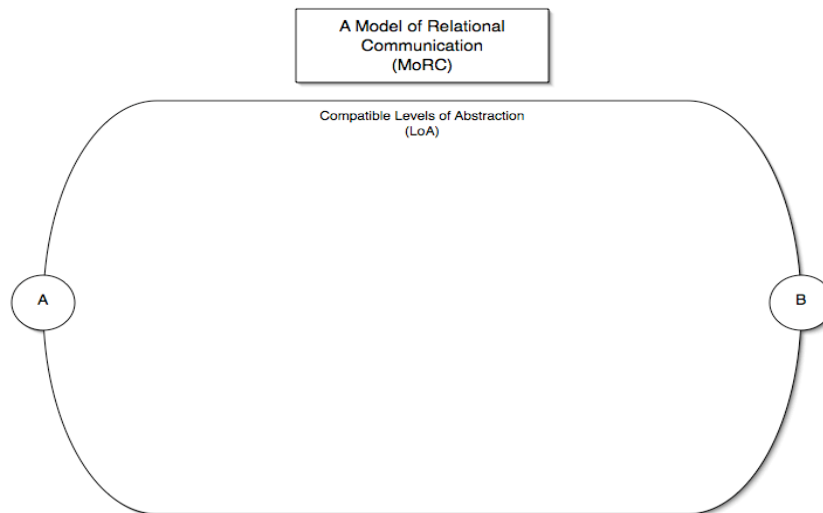 A Model of Relational
Communication
(MoRC)
Compatible Levels of Abstraction
(LoA)
A
B